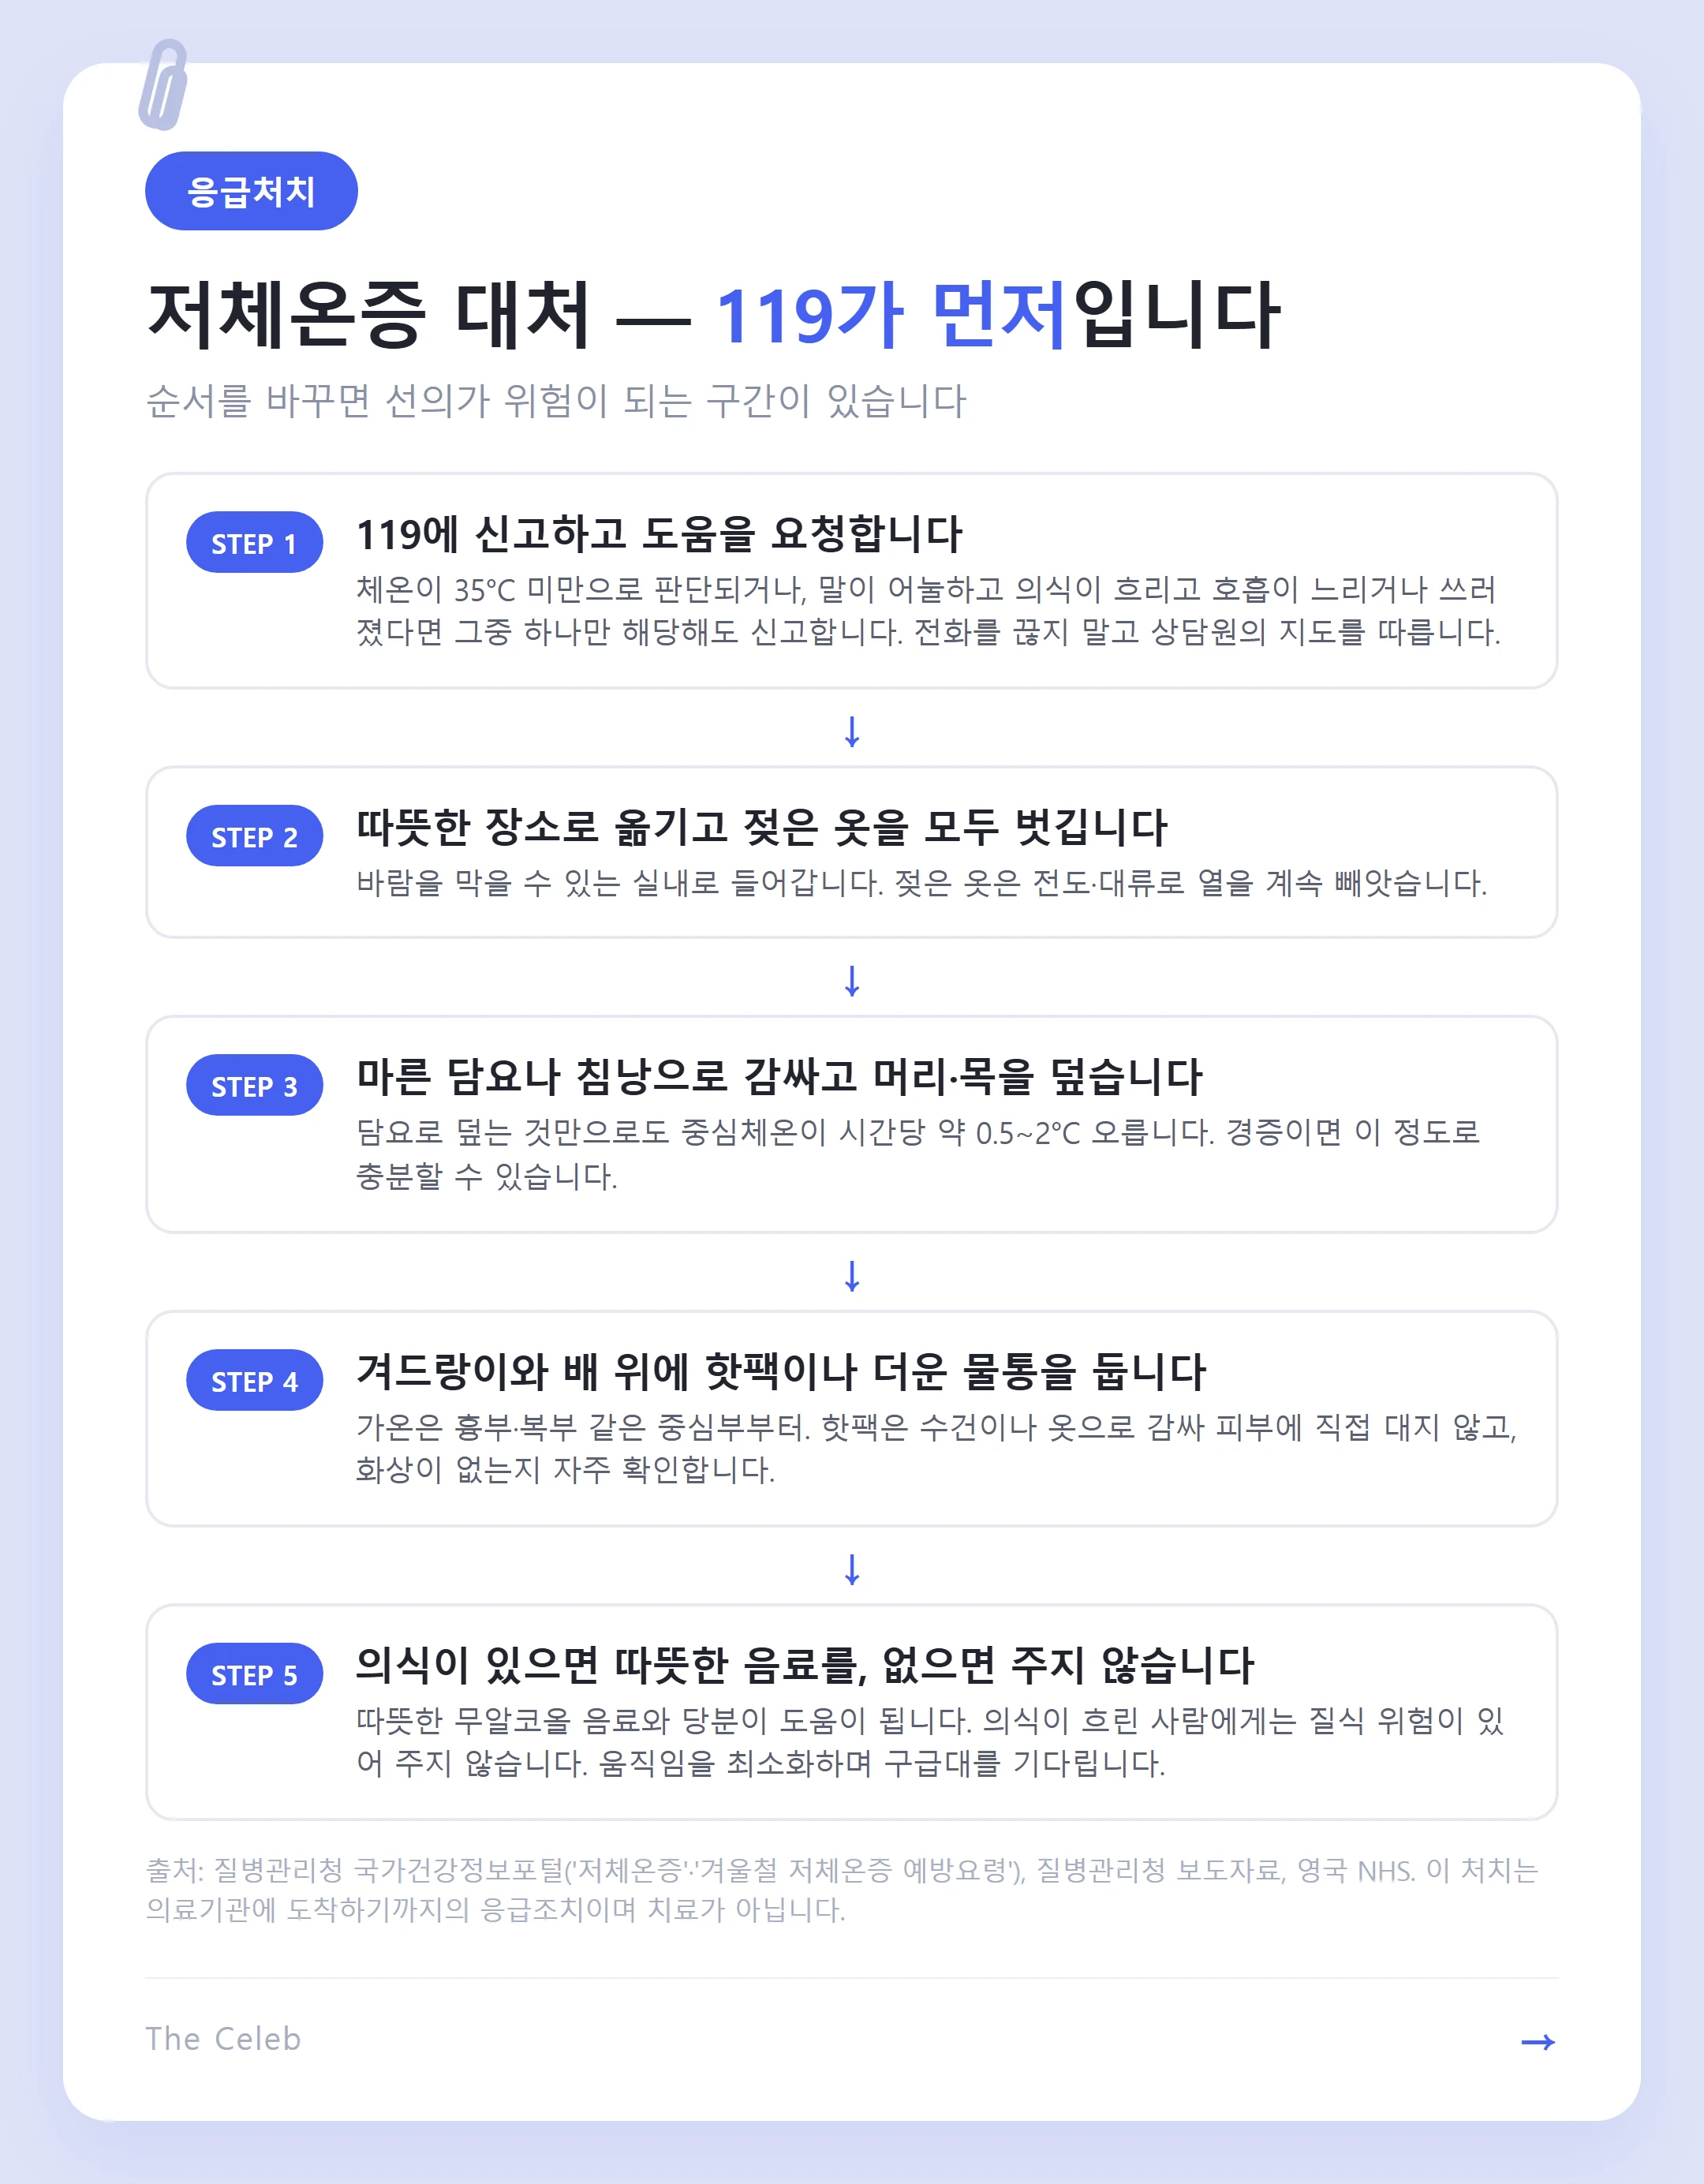 응급처치
저체온증 대처 — 119가 먼저입니다
순서를 바꾸면 선의가 위험이 되는 구간이 있습니다
STEP 1
119에 신고하고 도움을 요청합니다
체온이 35℃ 미만으로 판단되거나, 말이 어눌하고 의식이 흐리고 호흡이 느리거나 쓰러
졌다면 그중 하나만 해당해도 신고합니다. 전화를 끊지 말고 상담원의 지도를 따릅니다.
↓
STEP 2
따뜻한 장소로 옮기고 젖은 옷을 모두 벗깁니다
바람을 막을 수 있는 실내로 들어갑니다. 젖은 옷은 전도·대류로 열을 계속 빼앗습니다.
↓
STEP 3
마른 담요나 침낭으로 감싸고 머리·목을 덮습니다
담요로 덮는 것만으로도 중심체온이 시간당 약 0.5~2℃ 오릅니다. 경증이면 이 정도로
충분할 수 있습니다.
↓
STEP 4
겨드랑이와 배 위에 핫팩이나 더운 물통을 둡니다
가온은 흉부·복부 같은 중심부부터. 핫팩은 수건이나 옷으로 감싸 피부에 직접 대지 않고,
화상이 없는지 자주 확인합니다.
↓
STEP 5
의식이 있으면 따뜻한 음료를, 없으면 주지 않습니다
따뜻한 무알코올 음료와 당분이 도움이 됩니다. 의식이 흐린 사람에게는 질식 위험이 있
어 주지 않습니다. 움직임을 최소화하며 구급대를 기다립니다.
출처: 질병관리청 국가건강정보포털('저체온증'·'겨울철 저체온증 예방요령'), 질병관리청 보도자료, 영국 NHS. 이 처치는
의료기관에 도착하기까지의 응급조치이며 치료가 아닙니다.
The Celeb
→